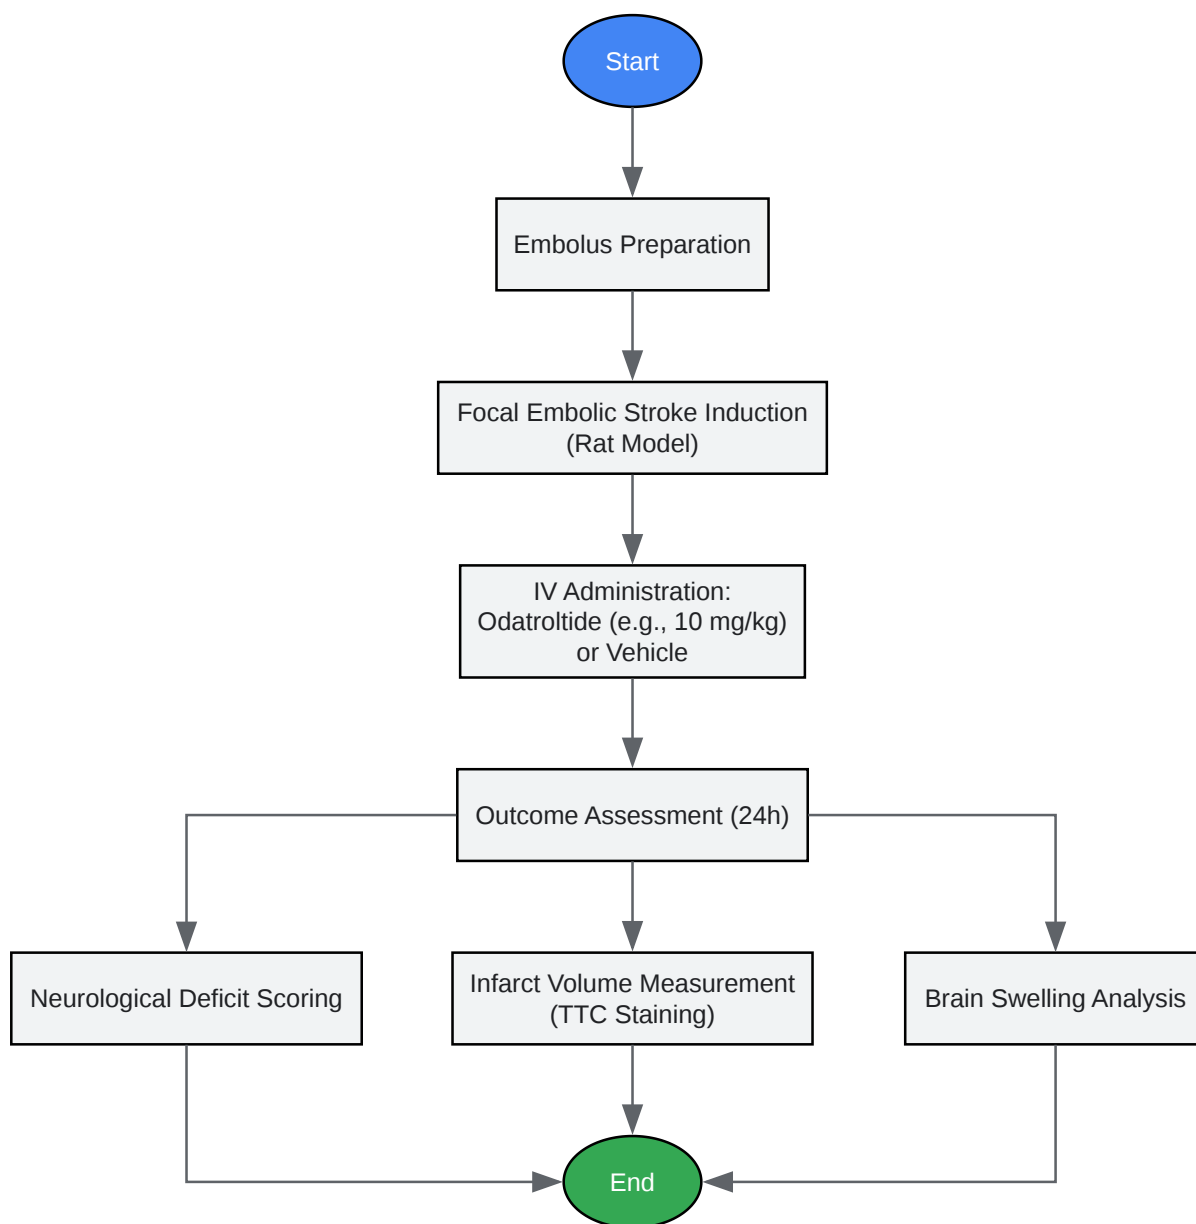 Start
Embolus Preparation
Focal Embolic Stroke Induction
(Rat Model)
IV Administration:
Odatroltide (e.g., 10 mg/kg)
or Vehicle
Outcome Assessment (24h)
Neurological Deficit Scoring
Infarct Volume Measurement
(TTC Staining)
Brain Swelling Analysis
End